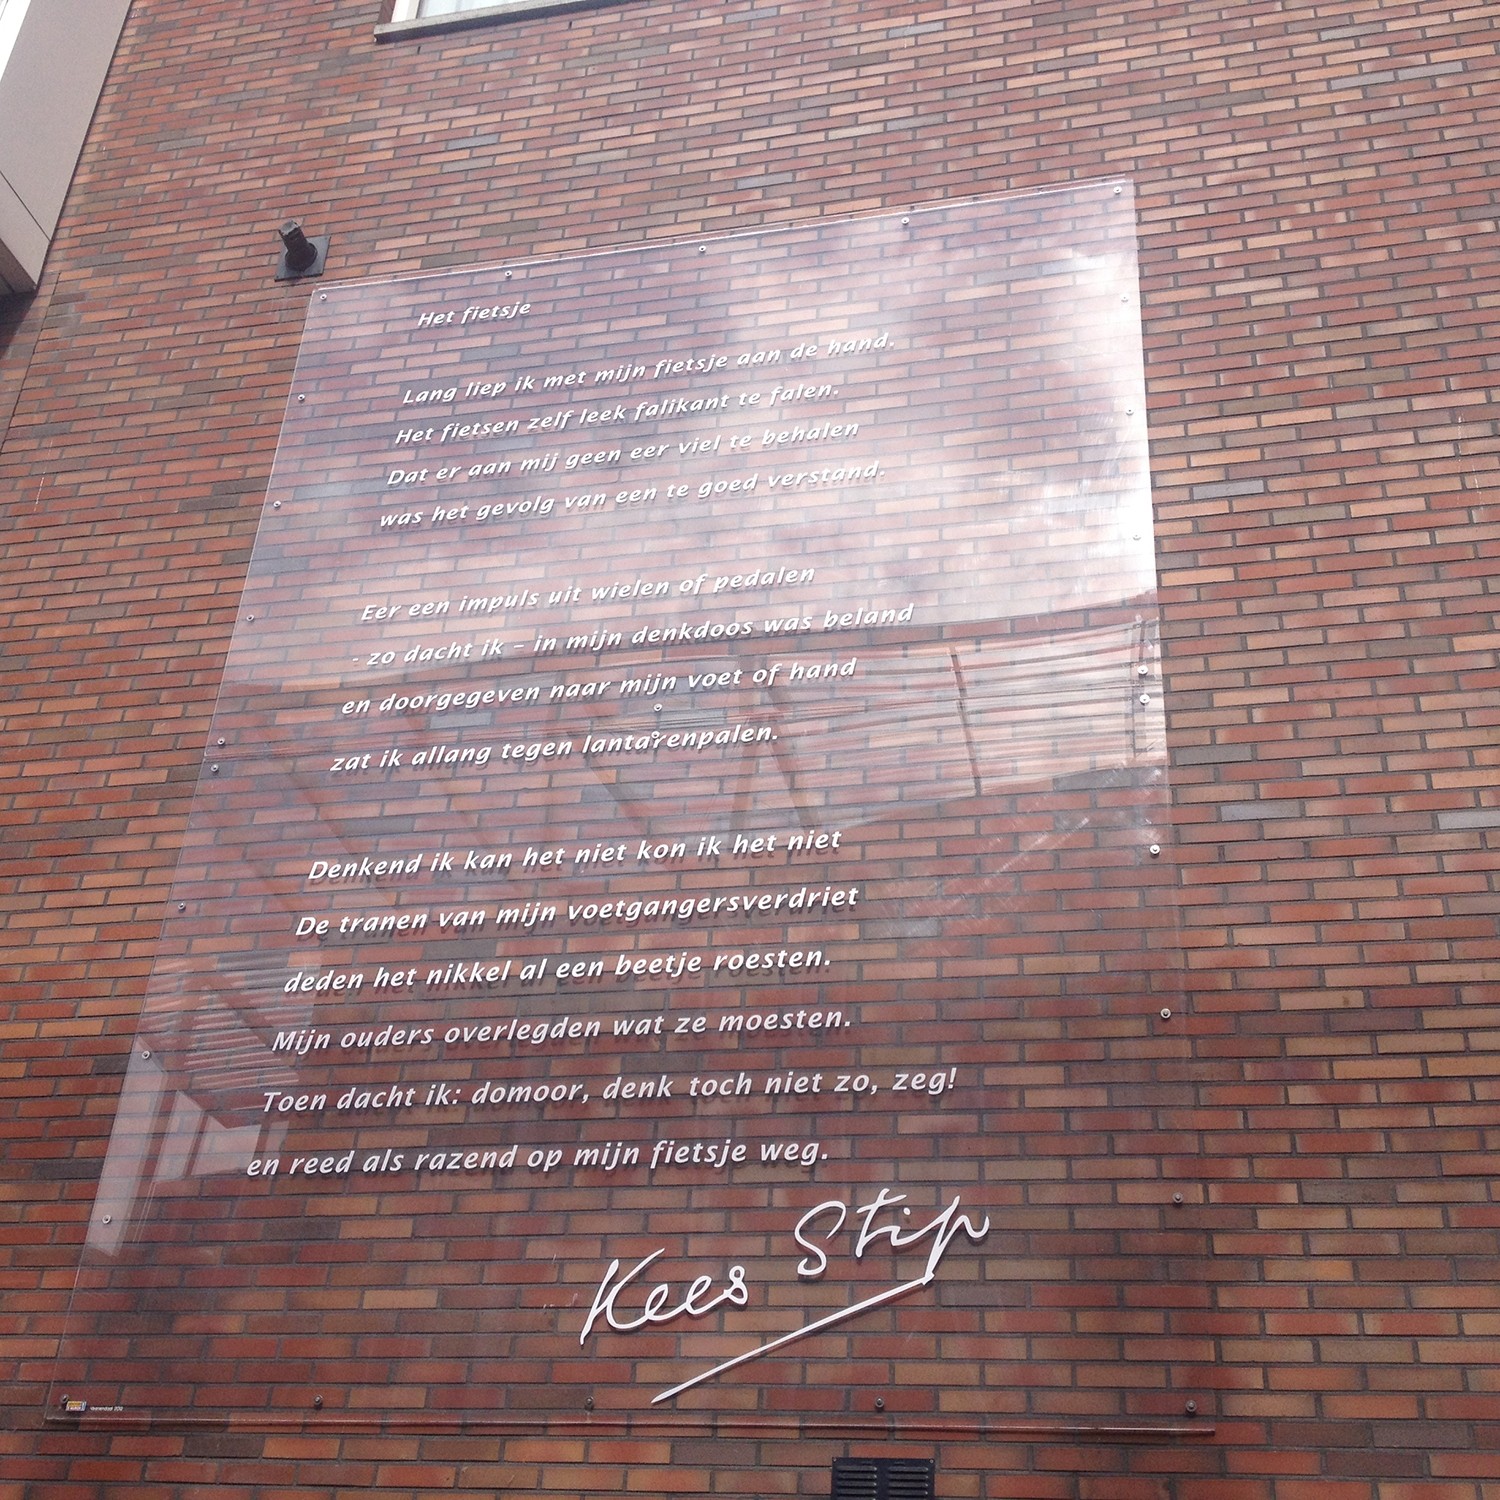 Het fietsje
Lang liep ik met mijn fietsje aan de hand.
Het fietsen zelf leek falikant te falen.
Dat er aan mij geen eer viel te behalen
was het gevolg van een te goed verstand.
Eer een impuls uit wielen of pedalen
- zo dacht ik – in mijn denkdoos was beland
en doorgegeven naar mijn voet of hand
zat ik allang tegen lantarenpalen.
Denkend ik kan het niet kon ik het niet
De tranen van mijn voetgangersverdriet
deden het nikkel al een beetje roesten.
Mijn ouders overlegden wat ze moesten.
Toen dacht ik: domoor, denk toch niet zo, zeg!
en reed als razend op mijn fietsje weg.
Kees Stip